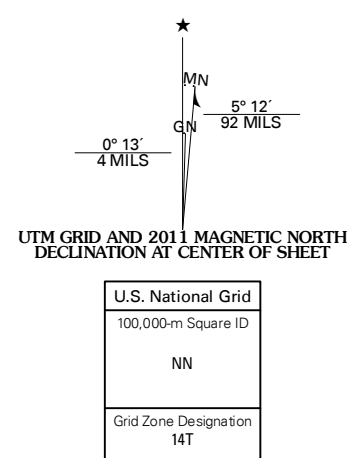 ★
MN
GN
5° 12´
92 MILS
0° 13´
4 MILS
UTM GRID AND 2011 MAGNETIC NORTH
DECLINATION AT CENTER OF SHEET
U.S. National Grid
100,000-m Square ID
NN
Grid Zone Designation
14T